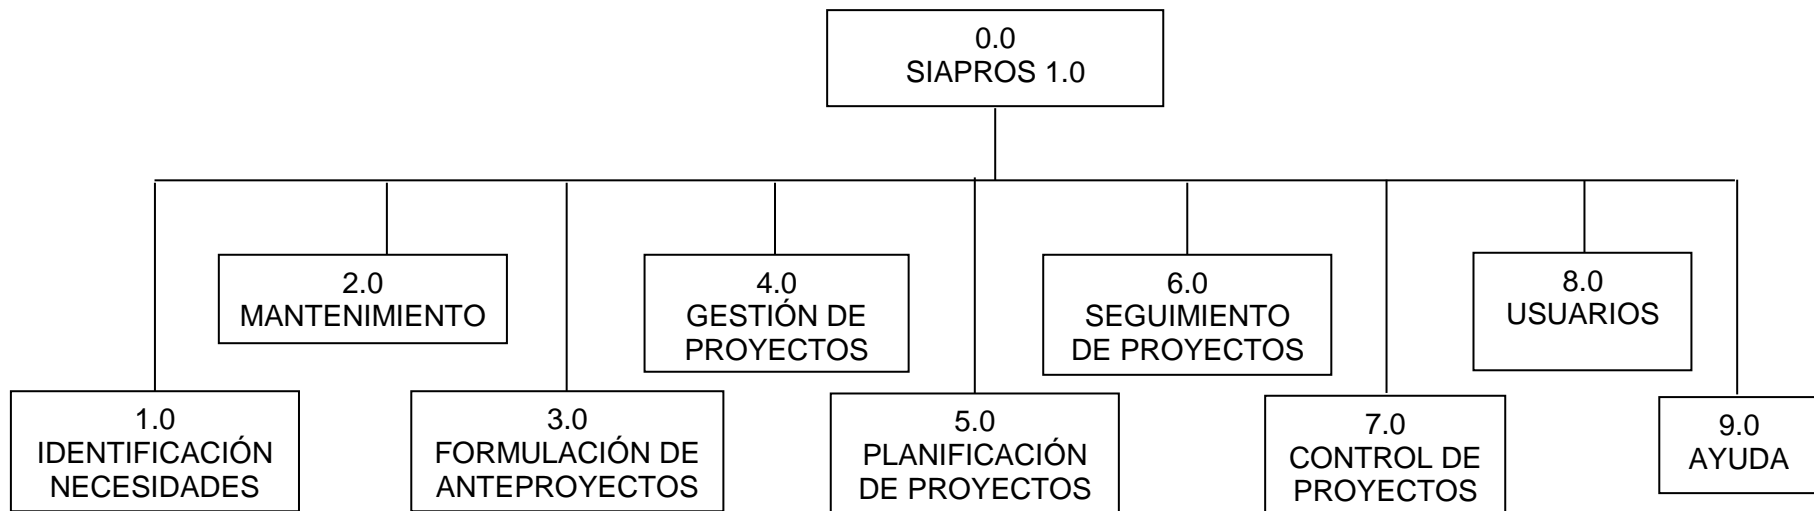 0.0
SIAPROS 1.0
2.0
MANTENIMIENTO
4.0
GESTIÓN DE
PROYECTOS
6.0
SEGUIMIENTO
DE PROYECTOS
8.0
USUARIOS
1.0
IDENTIFICACIÓN
NECESIDADES
3.0
FORMULACIÓN DE
ANTEPROYECTOS
5.0
PLANIFICACIÓN
DE PROYECTOS
7.0
CONTROL DE
PROYECTOS
9.0
AYUDA